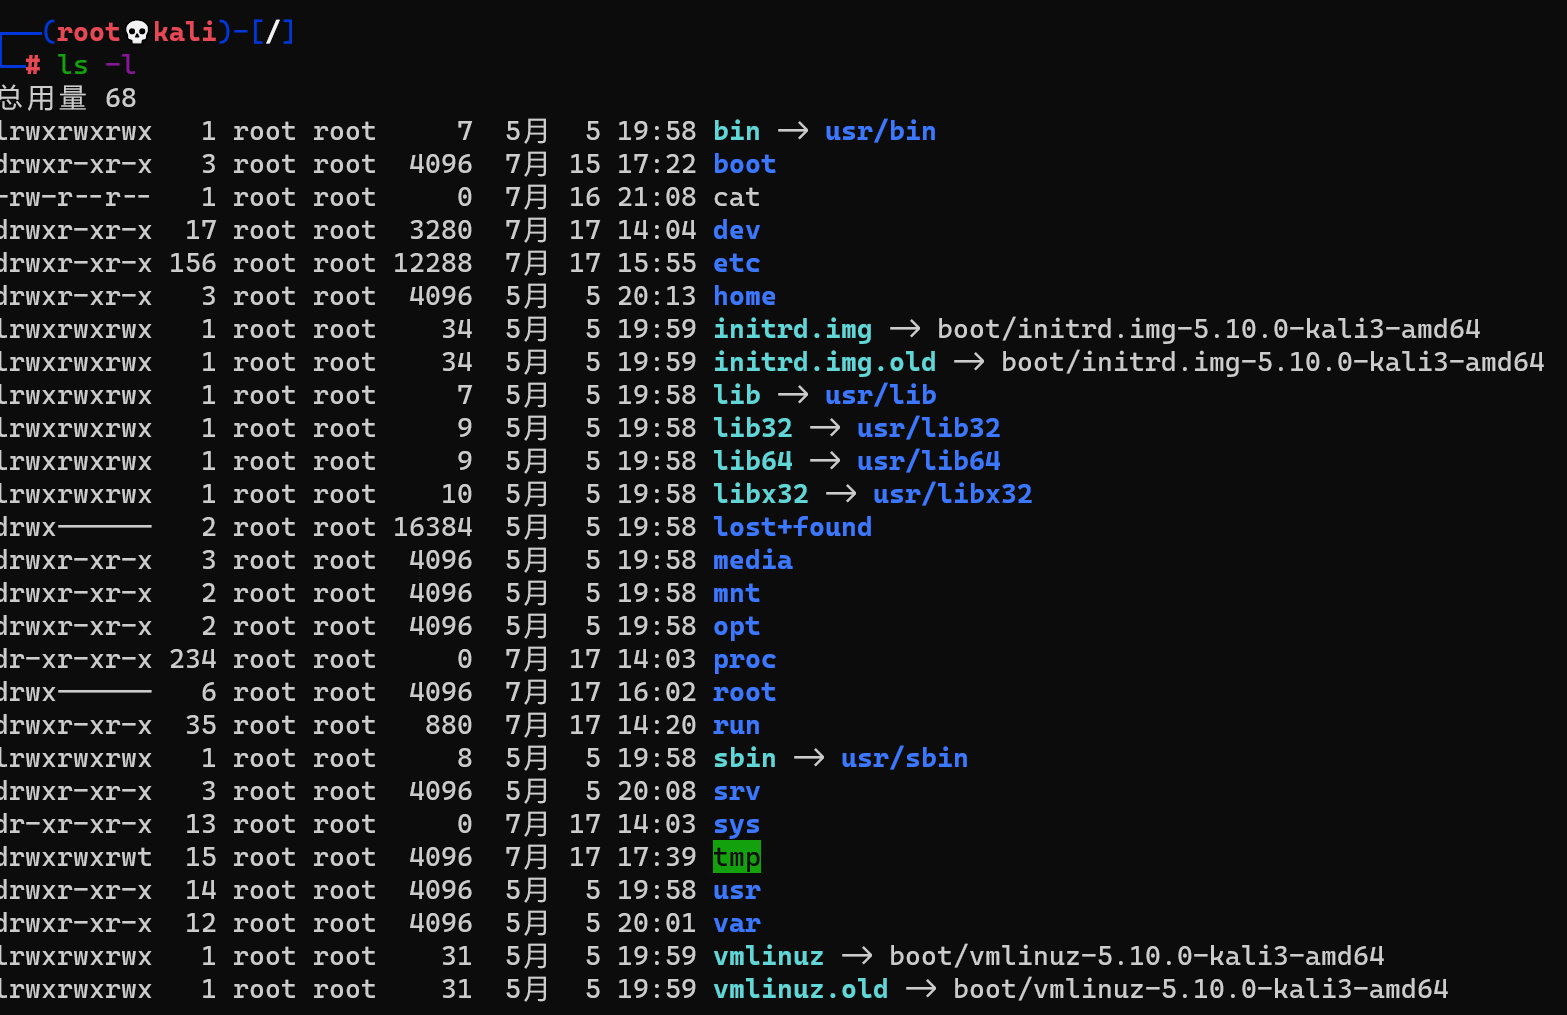 ┌──(root💀kali)-[/]
└─# ls -l
总用量 68
lrwxrwxrwx   1 root root     7  5月  5 19:58 bin -> usr/bin
drwxr-xr-x   3 root root  4096  7月 15 17:22 boot
-rw-r--r--   1 root root     0  7月 16 21:08 cat
drwxr-xr-x  17 root root  3280  7月 17 14:04 dev
drwxr-xr-x 156 root root 12288  7月 17 15:55 etc
drwxr-xr-x   3 root root  4096  5月  5 20:13 home
lrwxrwxrwx   1 root root    34  5月  5 19:59 initrd.img -> boot/initrd.img-5.10.0-kali3-amd64
lrwxrwxrwx   1 root root    34  5月  5 19:59 initrd.img.old -> boot/initrd.img-5.10.0-kali3-amd64
lrwxrwxrwx   1 root root     7  5月  5 19:58 lib -> usr/lib
lrwxrwxrwx   1 root root     9  5月  5 19:58 lib32 -> usr/lib32
lrwxrwxrwx   1 root root     9  5月  5 19:58 lib64 -> usr/lib64
lrwxrwxrwx   1 root root    10  5月  5 19:58 libx32 -> usr/libx32
drwx------   2 root root 16384  5月  5 19:58 lost+found
drwxr-xr-x   3 root root  4096  5月  5 19:58 media
drwxr-xr-x   2 root root  4096  5月  5 19:58 mnt
drwxr-xr-x   2 root root  4096  5月  5 19:58 opt
dr-xr-xr-x 234 root root     0  7月 17 14:03 proc
drwx------   6 root root  4096  7月 17 16:02 root
drwxr-xr-x  35 root root   880  7月 17 14:20 run
lrwxrwxrwx   1 root root     8  5月  5 19:58 sbin -> usr/sbin
drwxr-xr-x   3 root root  4096  5月  5 20:08 srv
dr-xr-xr-x  13 root root     0  7月 17 14:03 sys
drwxrwxrwt  15 root root  4096  7月 17 17:39 tmp
drwxr-xr-x  14 root root  4096  5月  5 19:58 usr
drwxr-xr-x  12 root root  4096  5月  5 20:01 var
lrwxrwxrwx   1 root root    31  5月  5 19:59 vmlinuz -> boot/vmlinuz-5.10.0-kali3-amd64
lrwxrwxrwx   1 root root    31  5月  5 19:59 vmlinuz.old -> boot/vmlinuz-5.10.0-kali3-amd64